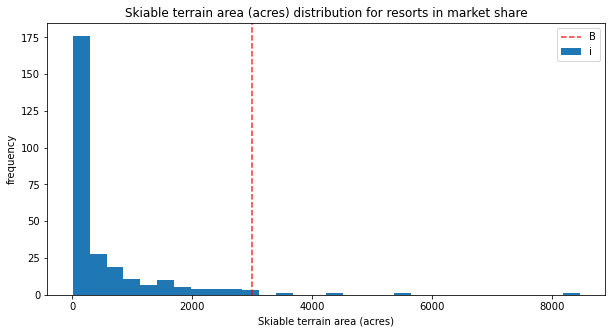 Skiable terrain area (acres) distribution for resorts in market share
B
i
175
150
125
100
75
50
25
0
frequency
0 2000 4000 6000 8000
Skiable terrain area (acres)